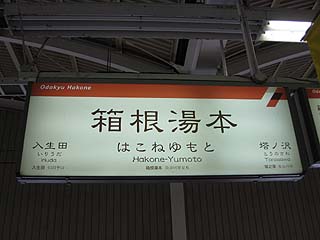 Odakyu Hakone
箱根湯本
はこねゆもと
Hakone-Yumoto
入生田
いりうだ
Iriuda
塔ノ沢
とうのさわ
Tōnosawa